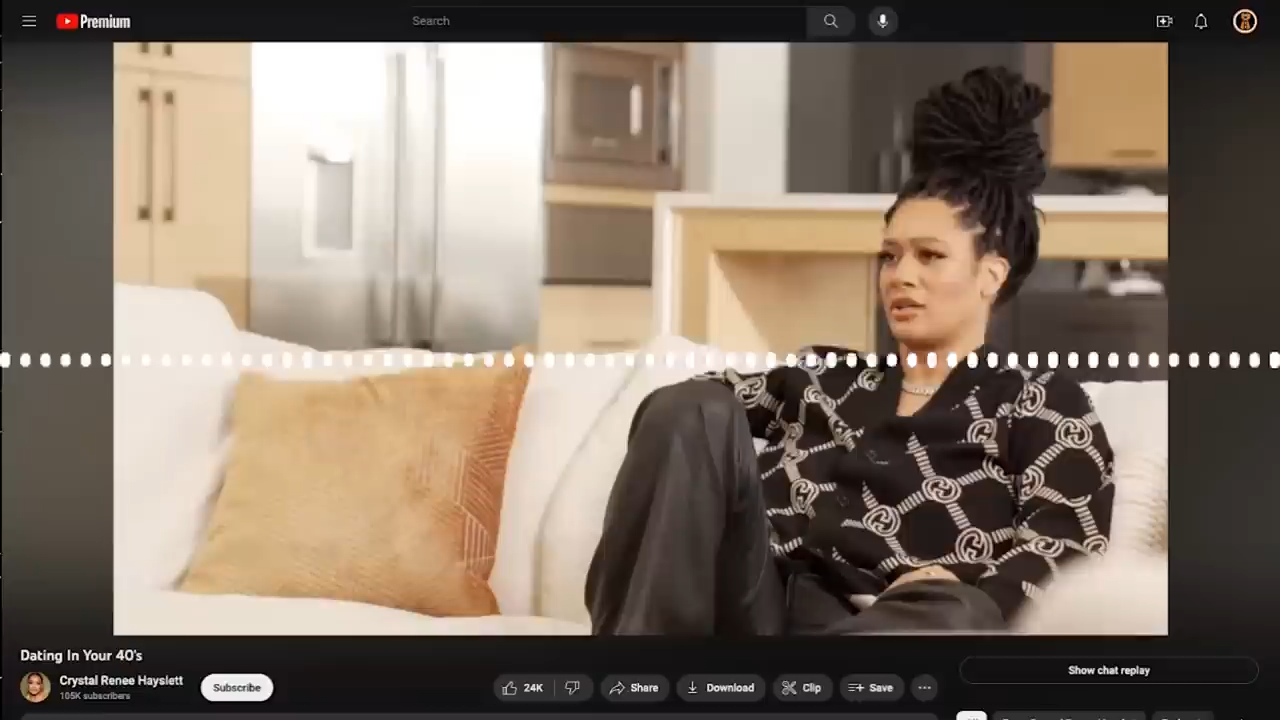 Premium
Search
Dating In Your 40's
Crystal Renee Hayslett
105K subscribers
Subscribe
24K
Share
Download
Clip
Save
Show chat replay